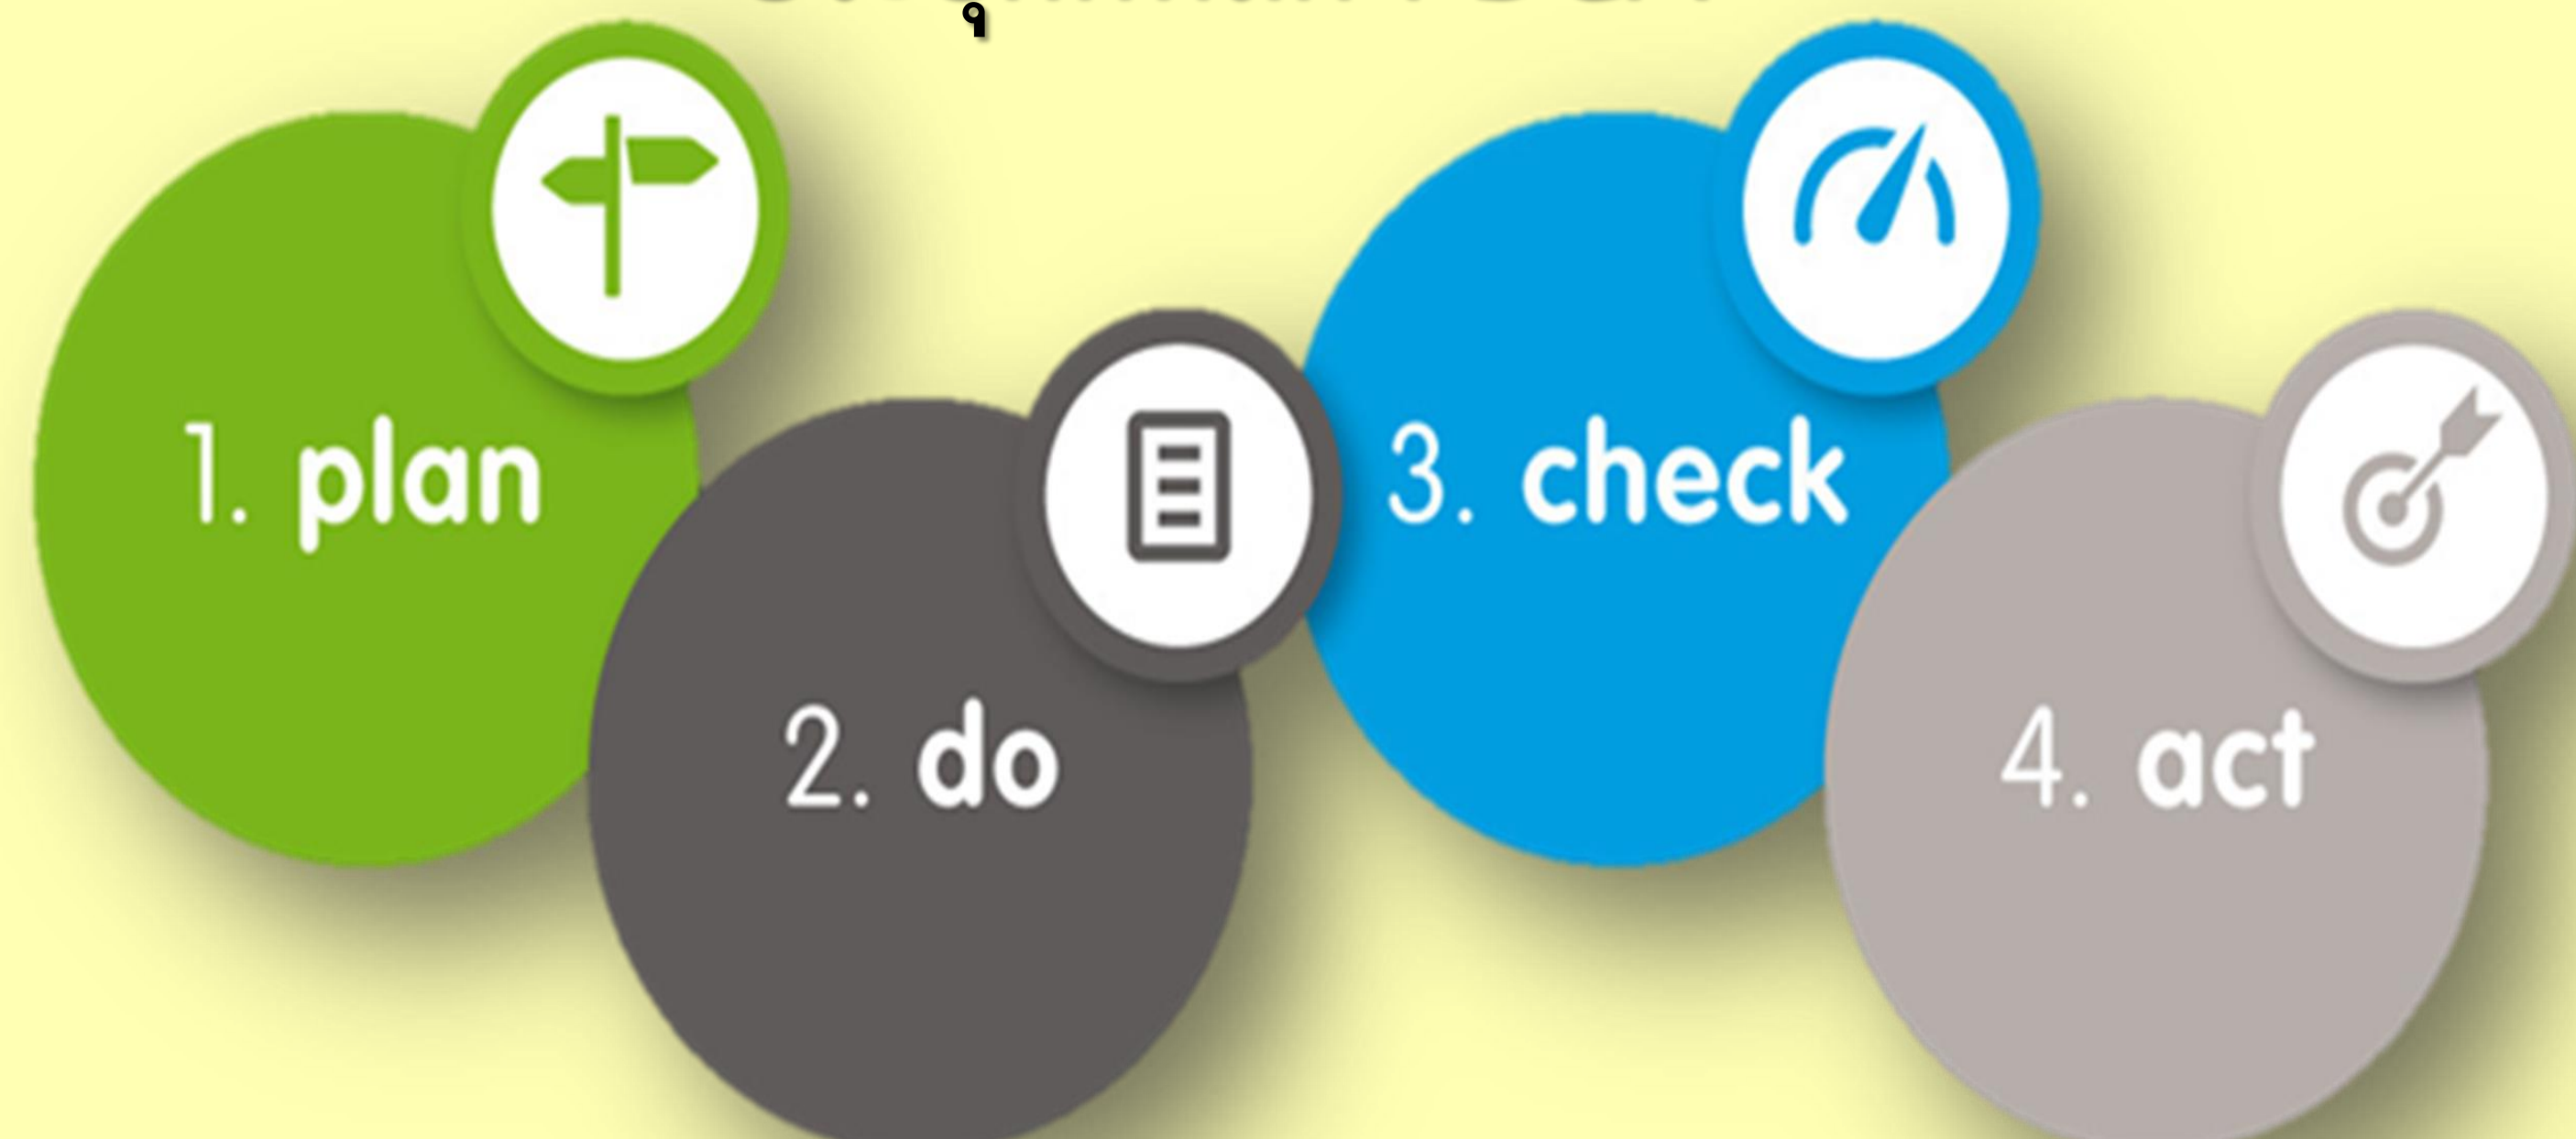 1. plan
2. do
3. check
4. act